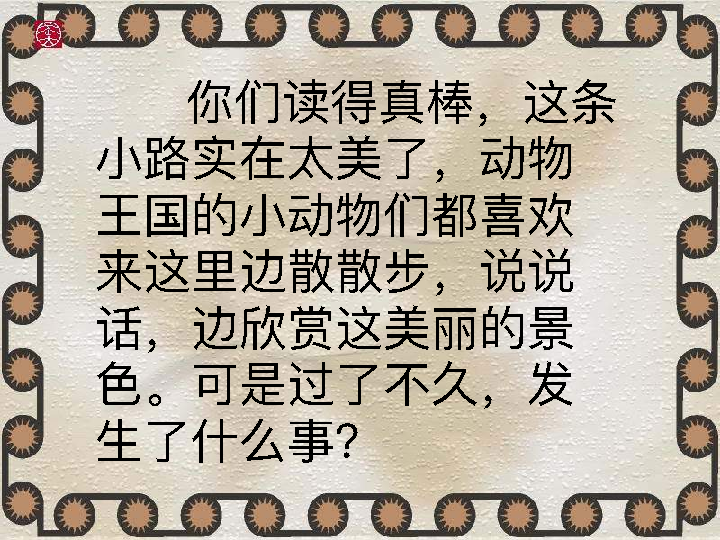 你们读得真棒，这条
小路实在太美了，动物
王国的小动物们都喜欢
来这里边散散步，说说
话，边欣赏这美丽的景
色。可是过了不久，发
生了什么事？